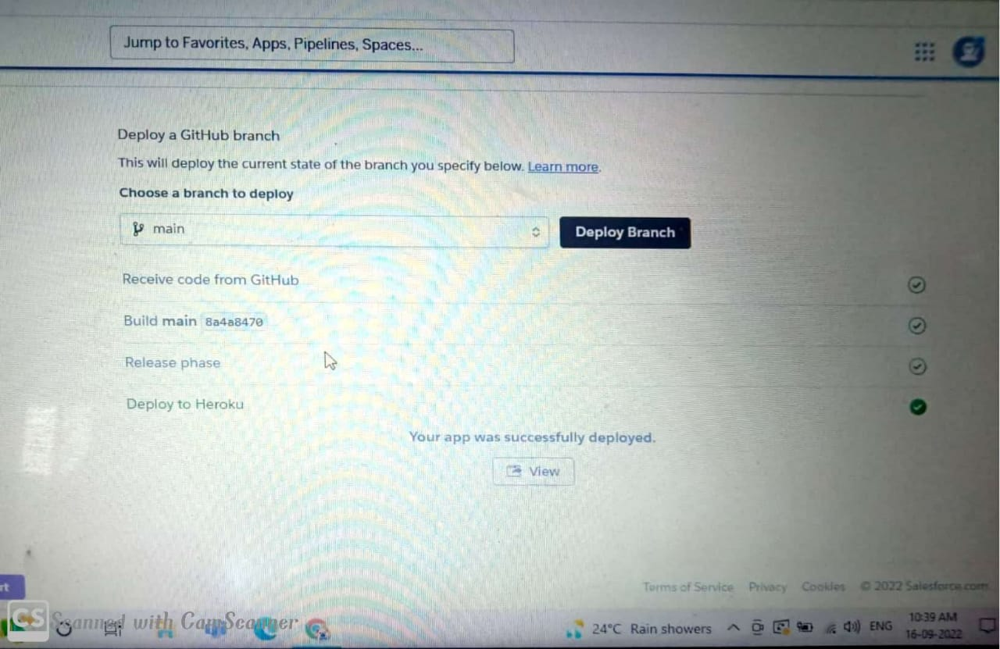 Jump to Favorites, Apps, Pipelines, Spaces...
Deploy a GitHub branch
This will deploy the current state of the branch you specify below. Learn more.
Choose a branch to deploy
main
Deploy Branch
Receive code from GitHub
Build main 8a4a8470
Release phase
Deploy to Heroku
Your app was successfully deployed.
View
rt
Terms of Service Privacy Cookies © 2022 Salesforce.com
CS Scanned with CamScanner
24°C Rain showers
ENG
10:39 AM
16-09-2022